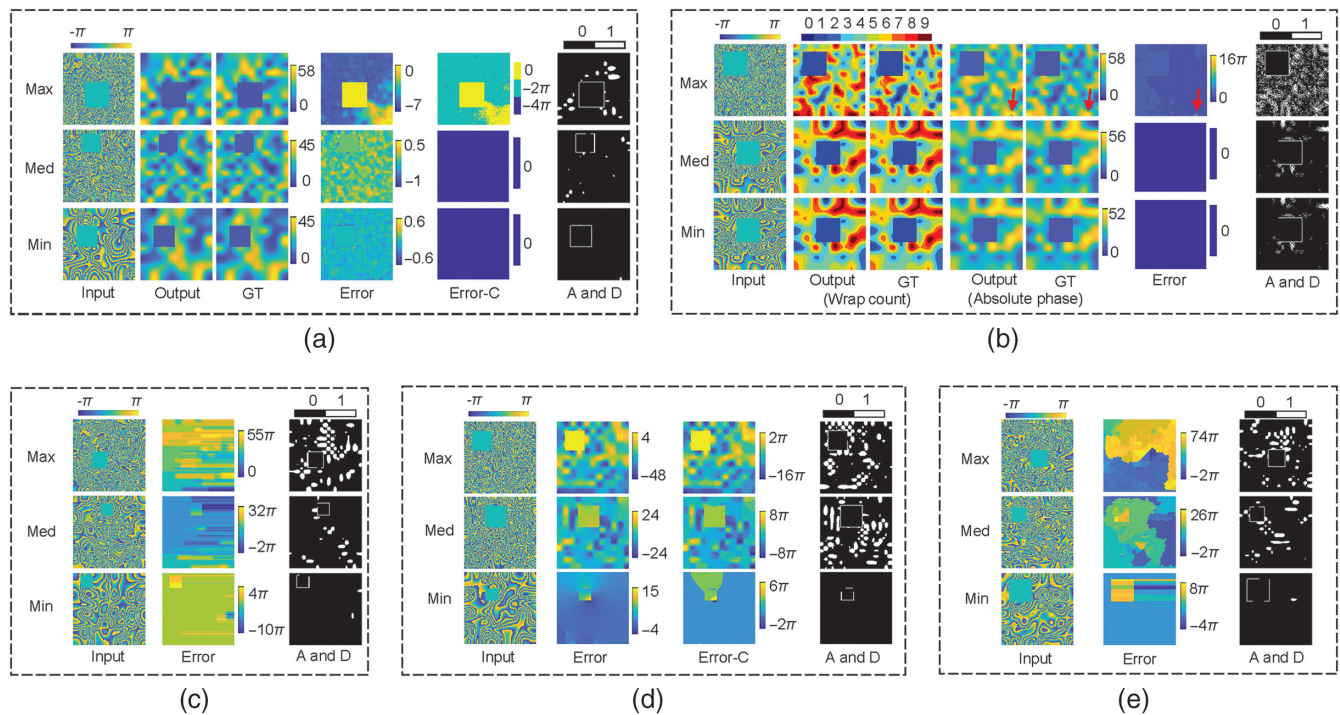 -π π
0 1
Max
58
0
0
-7
0
-2π
-4π
Med
45
0
0.5
-1
0
Min
45
0
0.6
-0.6
0
Input Output GT Error Error-C A and D
(a)
-π π
0 1 2 3 4 5 6 7 8 9
0 1
Max
58
0
16π
0
Med
56
0
0
Min
52
0
0
Input Output GT Output GT Error A and D
(Wrap count) (Absolute phase)
(b)
-π π
0 1
Max
55π
0
Med
32π
-2π
Min
4π
-10π
Input Error A and D
(c)
-π π
0 1
Max
4
-48
2π
-16π
Med
24
-24
8π
-8π
Min
15
-4
6π
-2π
Input Error Error-C A and D
(d)
-π π
0 1
Max
74π
-2π
Med
26π
-2π
Min
8π
-4π
Input Error A and D
(e)